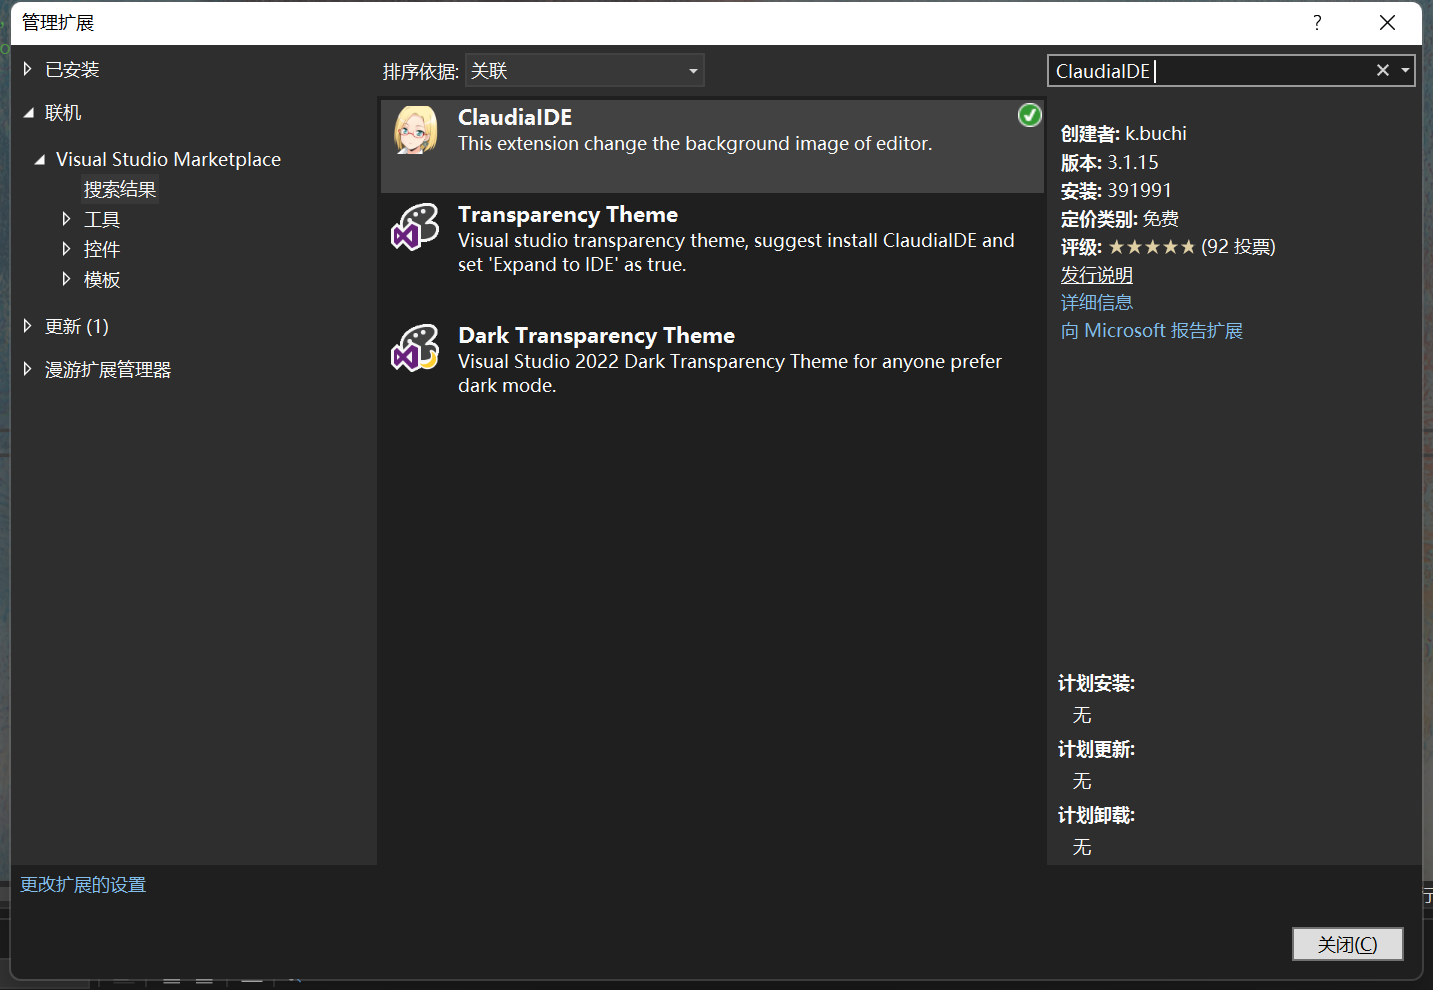 管理扩展
?
已安装
联机
Visual Studio Marketplace
搜索结果
工具
控件
模板
更新 (1)
漫游扩展管理器
更改扩展的设置
排序依据: 关联
ClaudiaIDE
This extension change the background image of editor.
Transparency Theme
Visual studio transparency theme, suggest install ClaudiaIDE and
set 'Expand to IDE' as true.
Dark Transparency Theme
Visual Studio 2022 Dark Transparency Theme for anyone prefer
dark mode.
ClaudiaIDE
创建者: k.buchi
版本: 3.1.15
安装: 391991
定价类别: 免费
评级: ★★★★★ (92 投票)
发行说明
详细信息
向 Microsoft 报告扩展
计划安装:
无
计划更新:
无
计划卸载:
无
关闭(C)